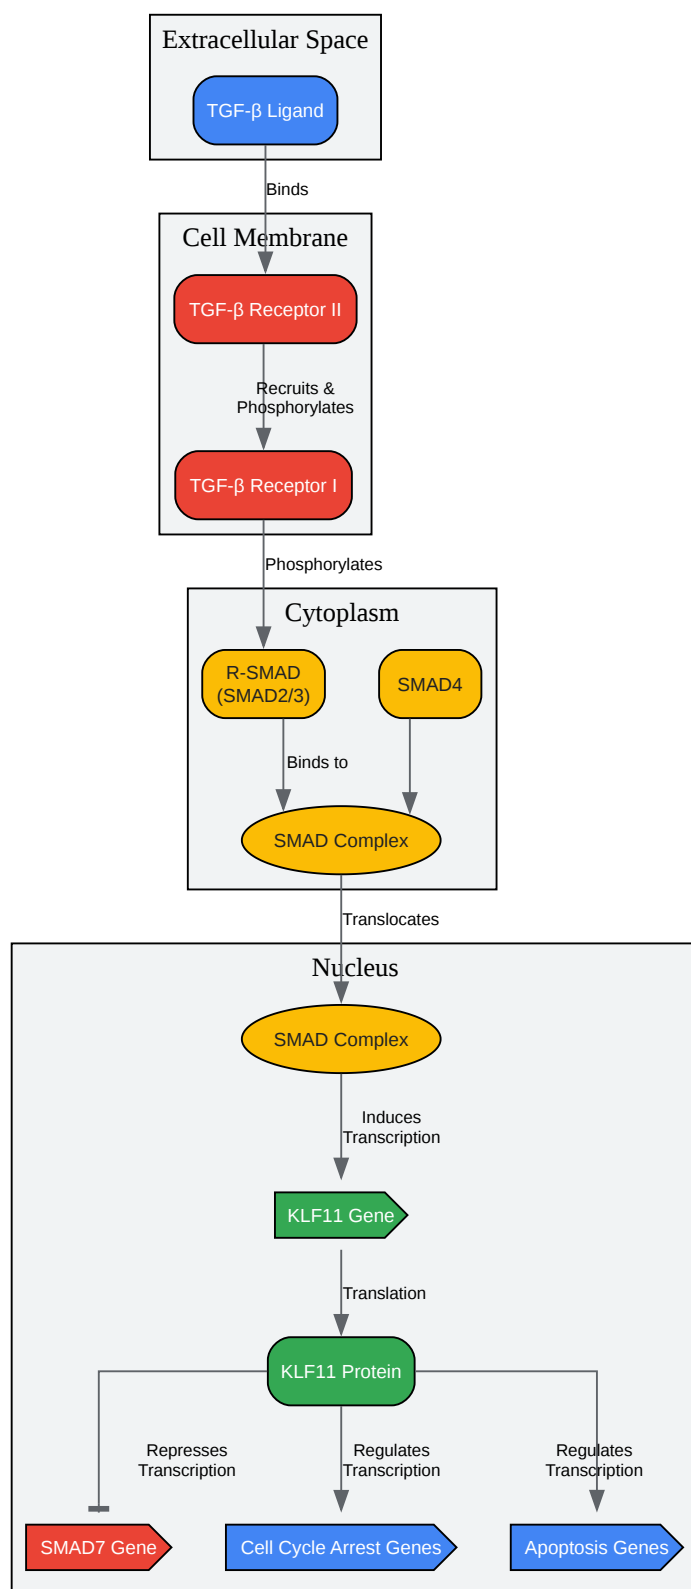 Extracellular Space
TGF-β Ligand
Binds
Cell Membrane
TGF-β Receptor II
Recruits &
Phosphorylates
TGF-β Receptor I
Phosphorylates
Cytoplasm
R-SMAD
(SMAD2/3)
SMAD4
Binds to
SMAD Complex
Translocates
Nucleus
SMAD Complex
Induces
Transcription
KLF11 Gene
Translation
KLF11 Protein
Represses
Transcription
Regulates
Transcription
Regulates
Transcription
SMAD7 Gene
Cell Cycle Arrest Genes
Apoptosis Genes